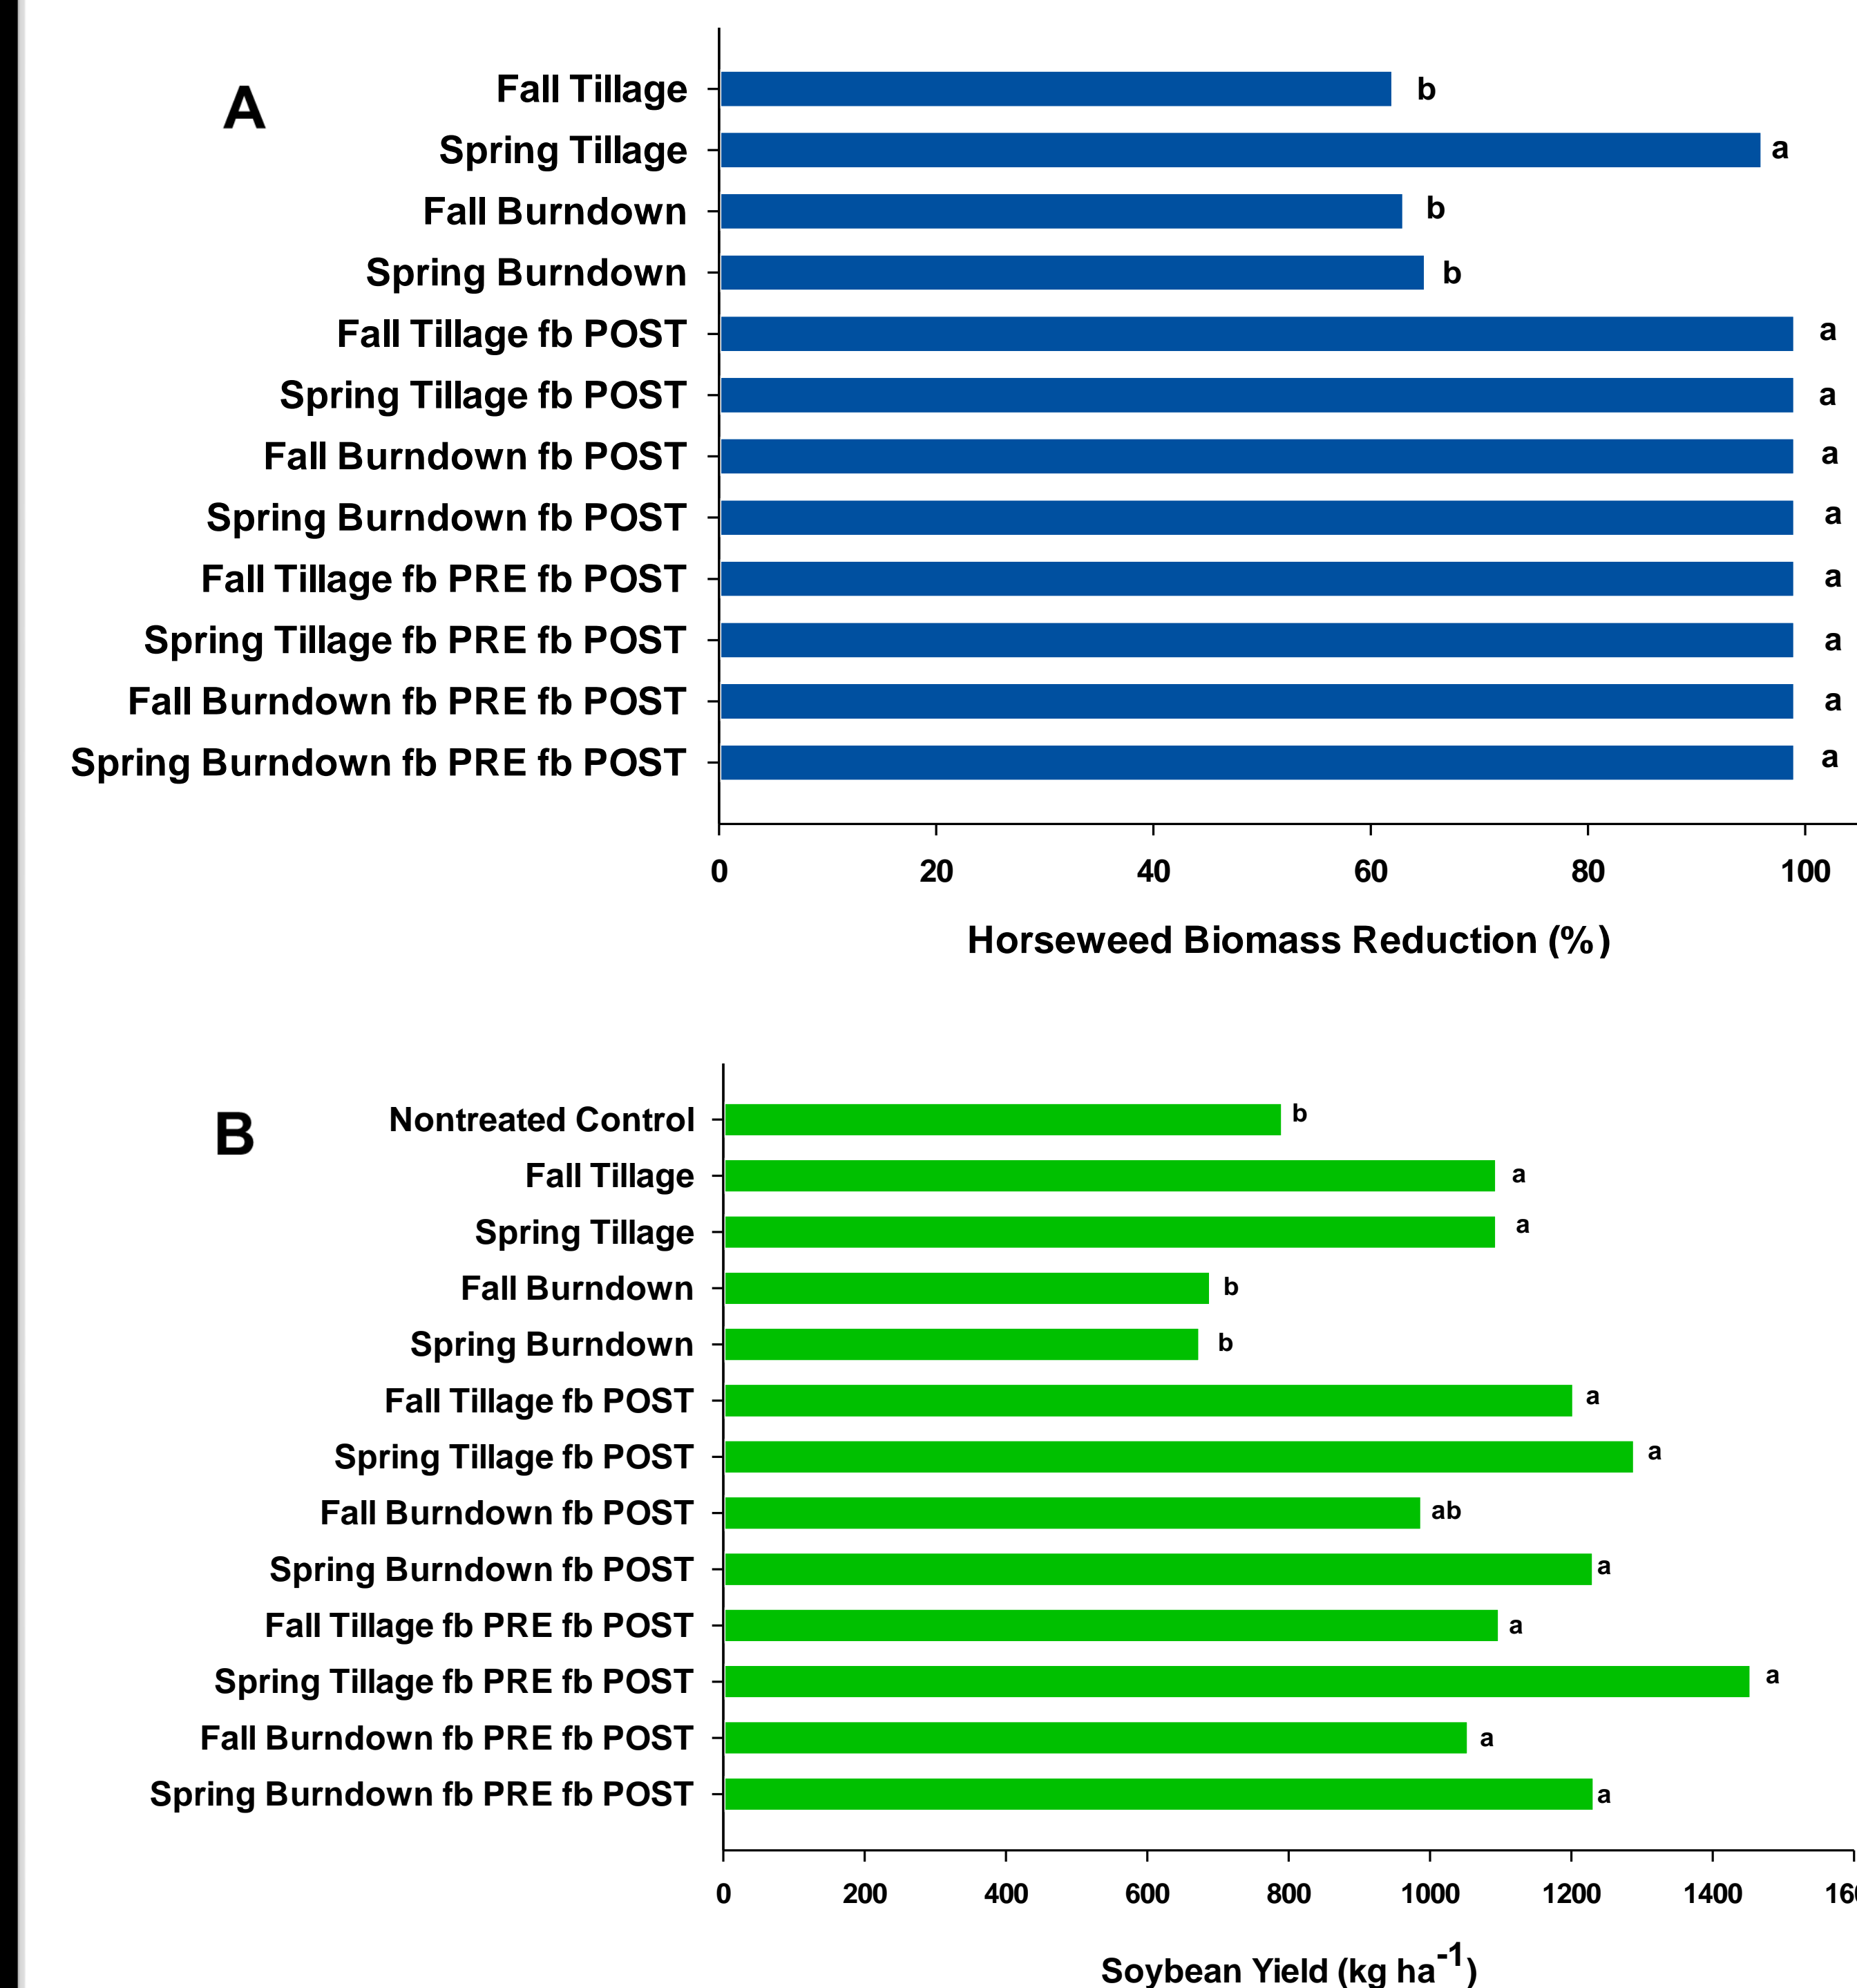 A
Fall Tillage b
Spring Tillage a
Fall Burndown b
Spring Burndown b
Fall Tillage fb POST a
Spring Tillage fb POST a
Fall Burndown fb POST a
Spring Burndown fb POST a
Fall Tillage fb PRE fb POST a
Spring Tillage fb PRE fb POST a
Fall Burndown fb PRE fb POST a
Spring Burndown fb PRE fb POST a
0 20 40 60 80 100
Horseweed Biomass Reduction (%)
B
Nontreated Control b
Fall Tillage a
Spring Tillage a
Fall Burndown b
Spring Burndown b
Fall Tillage fb POST a
Spring Tillage fb POST a
Fall Burndown fb POST ab
Spring Burndown fb POST a
Fall Tillage fb PRE fb POST a
Spring Tillage fb PRE fb POST a
Fall Burndown fb PRE fb POST a
Spring Burndown fb PRE fb POST a
0 200 400 600 800 1000 1200 1400
Soybean Yield (kg ha-1)